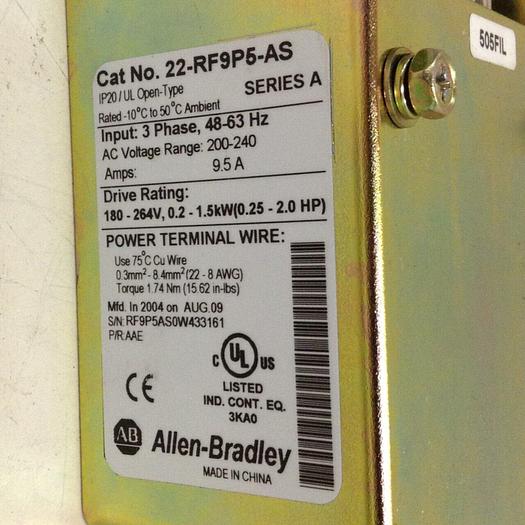 505FIL
Cat No. 22-RF9P5-AS
IP20 / UL Open-Type SERIES A
Rated -10°C to 50°C Ambient
Input: 3 Phase, 48-63 Hz
AC Voltage Range: 200-240
Amps: 9.5 A
Drive Rating:
180 - 264V, 0.2 - 1.5kW(0.25 - 2.0 HP)
POWER TERMINAL WIRE:
Use 75°C Cu Wire
0.3mm² - 8.4mm² (22 - 8 AWG)
Torque 1.74 Nm (15.62 in-lbs)
Mfd. In 2004 on AUG.09
S/N: RF9P5AS0W433161
P/R:AAE
C UL US
LISTED
IND. CONT. EQ.
3KA0
CE
AB Allen-Bradley
MADE IN CHINA